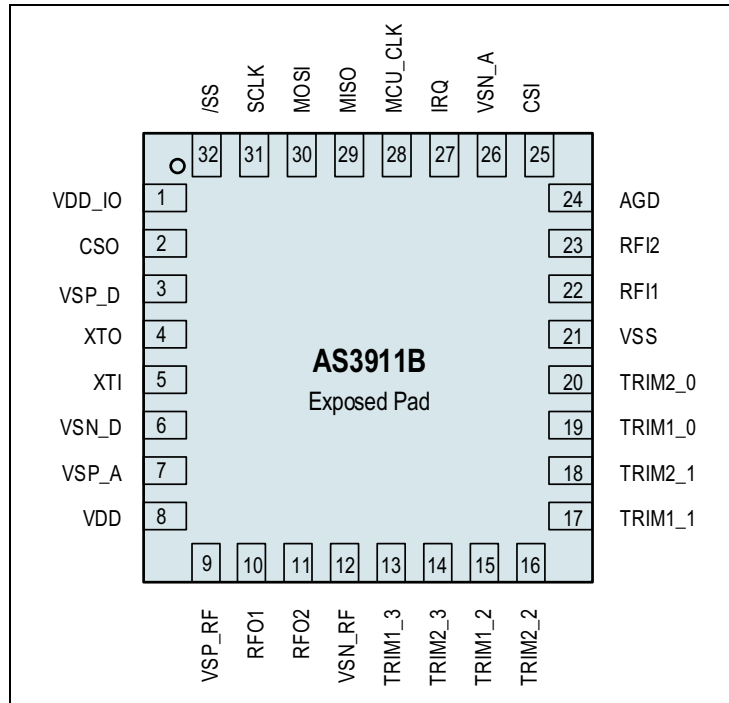 /SS
SCLK
MOSI
MISO
MCU_CLK
IRQ
VSN_A
CSI
32 31 30 29 28 27 26 25
VDD_IO 1 24 AGD
CSO 2 23 RFI2
VSP_D 3 22 RFI1
XTO 4 21 VSS
AS3911B
XTI 5 20 TRIM2_0
Exposed Pad
VSN_D 6 19 TRIM1_0
VSP_A 7 18 TRIM2_1
VDD 8 17 TRIM1_1
9 10 11 12 13 14 15 16
VSP_RF
RFO1
RFO2
VSN_RF
TRIM1_3
TRIM2_3
TRIM1_2
TRIM2_2